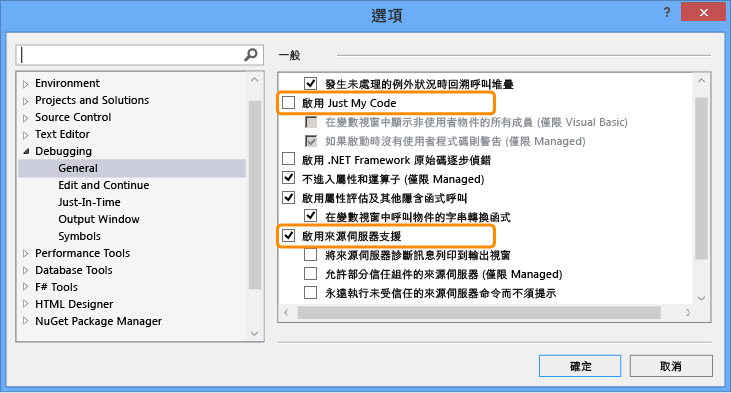 選項
?
一般
Environment
Projects and Solutions
Source Control
Text Editor
Debugging
General
Edit and Continue
Just-In-Time
Output Window
Symbols
Performance Tools
Database Tools
F# Tools
HTML Designer
NuGet Package Manager
發生未處理的例外狀況時回溯呼叫堆疊
啟用 Just My Code
在變數視窗中顯示非使用者物件的所有成員 (僅限 Visual Basic)
如果啟動時沒有使用者程式碼則警告 (僅限 Managed)
啟用 .NET Framework 原始碼逐步偵錯
不進入屬性和運算子 (僅限 Managed)
啟用屬性評估及其他隱含函式呼叫
在變數視窗中呼叫物件的字串轉換函式
啟用來源伺服器支援
將來源伺服器診斷訊息列印到輸出視窗
允許部分信任組件的來源伺服器 (僅限 Managed)
永遠執行未受信任的來源伺服器命令而不須提示
確定
取消